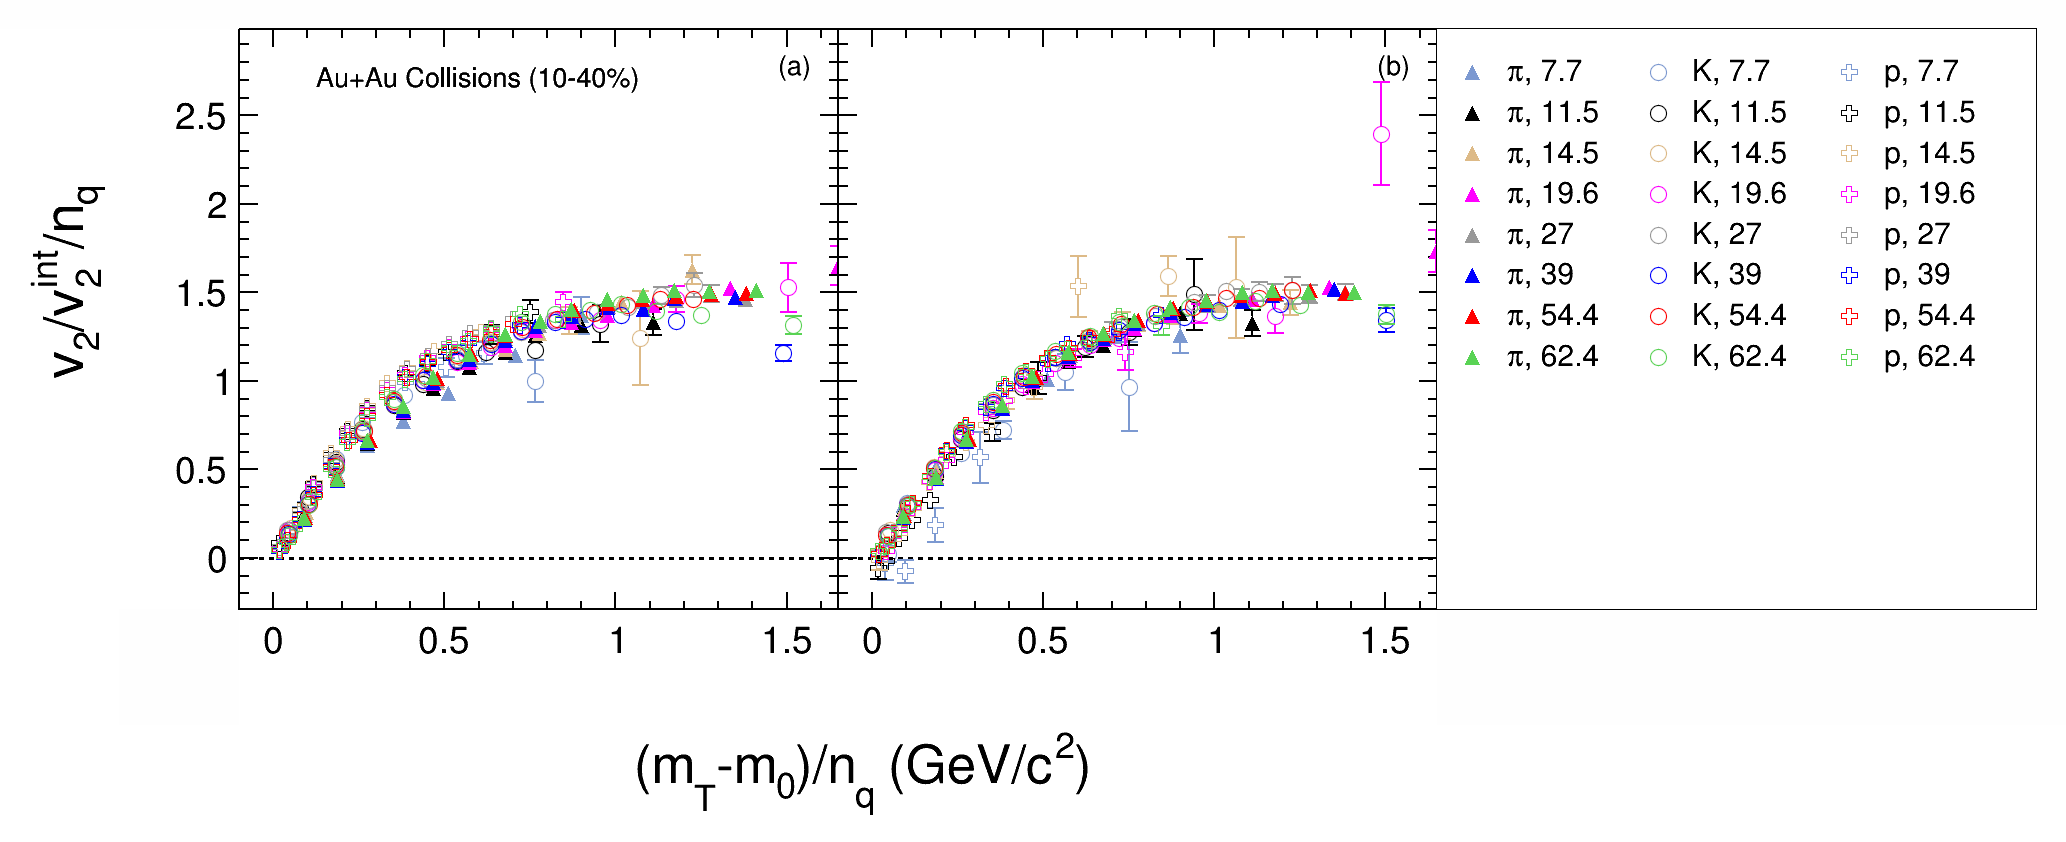 Au+Au Collisions (10-40%)
(a)
(b)
v2/v2^int/nq
2.5
2
1.5
1
0.5
0
0 0.5 1 1.5
0 0.5 1 1.5
(mT-m0)/nq (GeV/c^2)
π, 7.7 K, 7.7 p, 7.7
π, 11.5 K, 11.5 p, 11.5
π, 14.5 K, 14.5 p, 14.5
π, 19.6 K, 19.6 p, 19.6
π, 27 K, 27 p, 27
π, 39 K, 39 p, 39
π, 54.4 K, 54.4 p, 54.4
π, 62.4 K, 62.4 p, 62.4